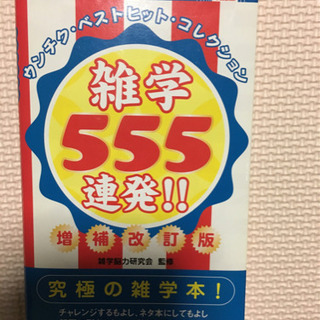 ウンチク・ベストヒット・コレクション
雑学
555
連発!!
増補改訂版
雑学脳力研究会 監修
究極の雑学本！
チャレンジするもよし、ネタ本にしてもよし